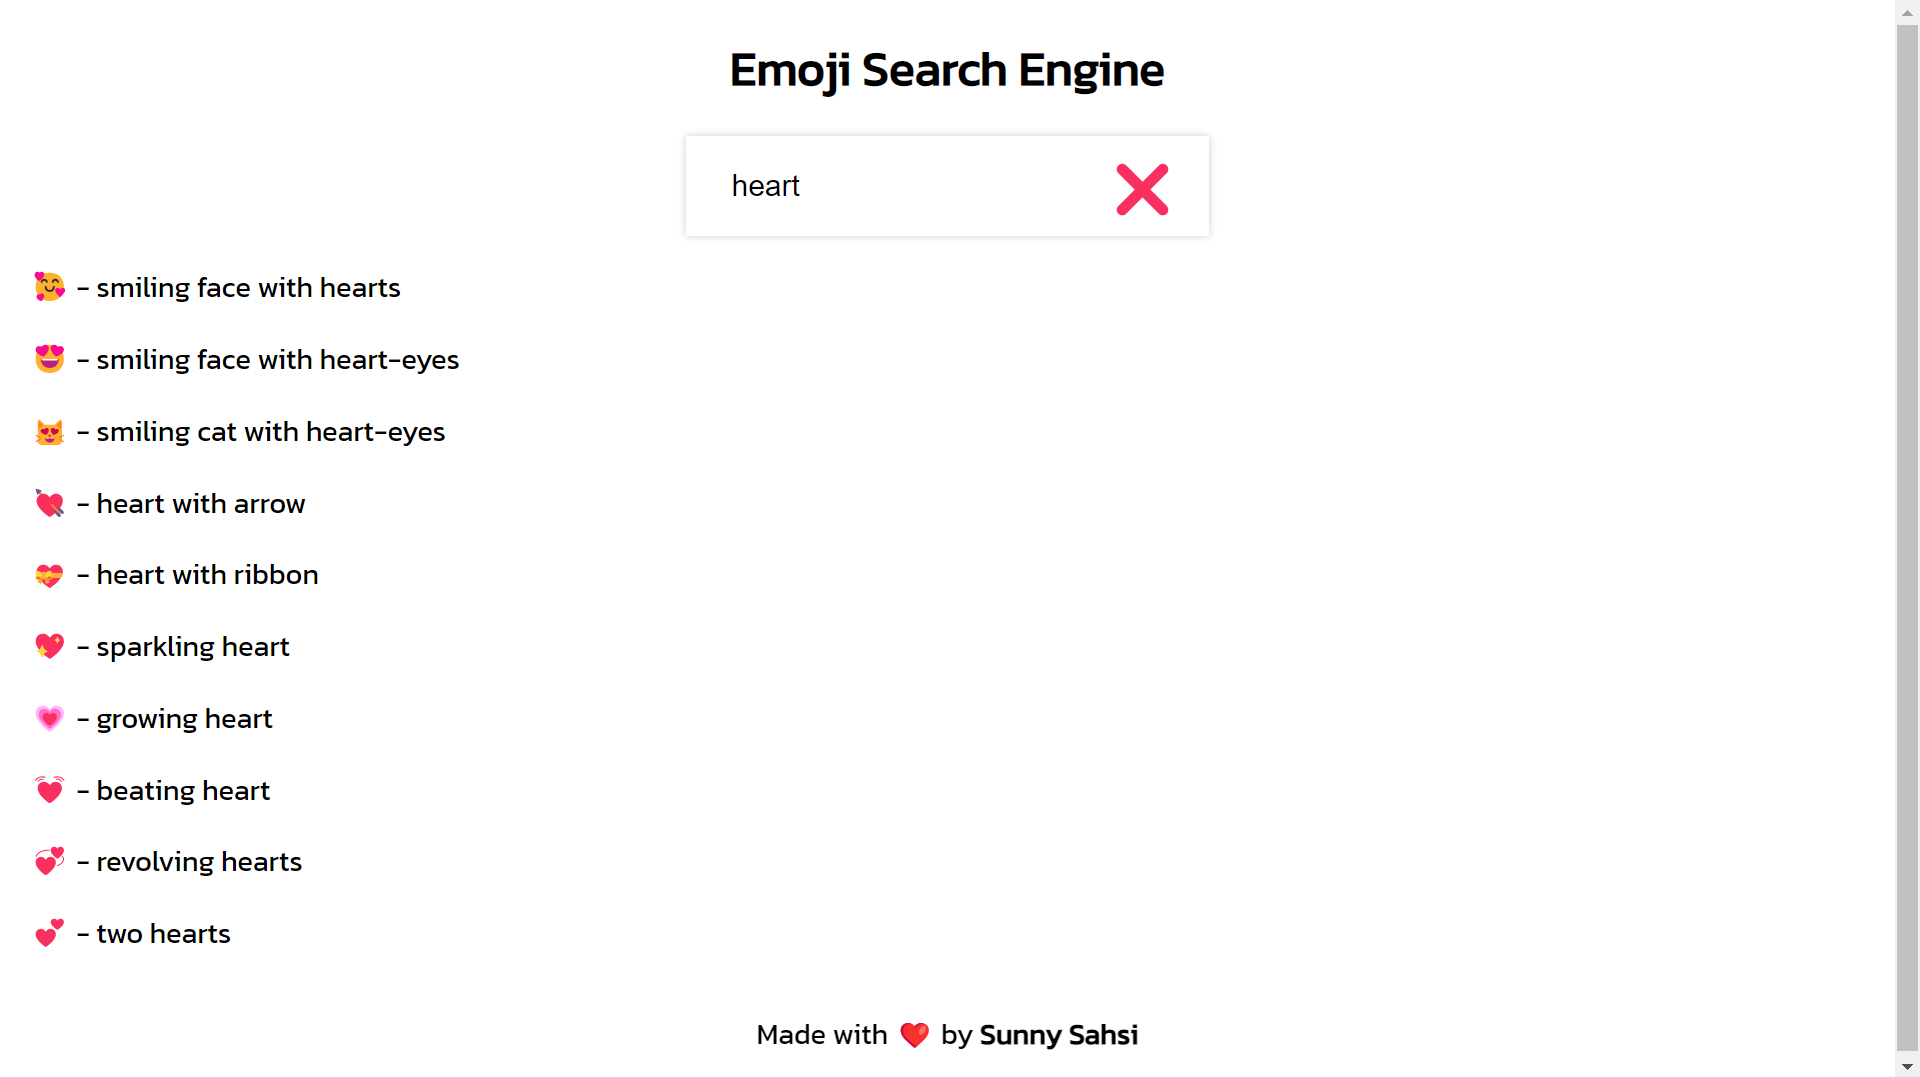 Emoji Search Engine
heart
🥰 - smiling face with hearts
😍 - smiling face with heart-eyes
😻 - smiling cat with heart-eyes
💘 - heart with arrow
💝 - heart with ribbon
💖 - sparkling heart
💗 - growing heart
💓 - beating heart
💞 - revolving hearts
💕 - two hearts
Made with ❤️ by Sunny Sahsi